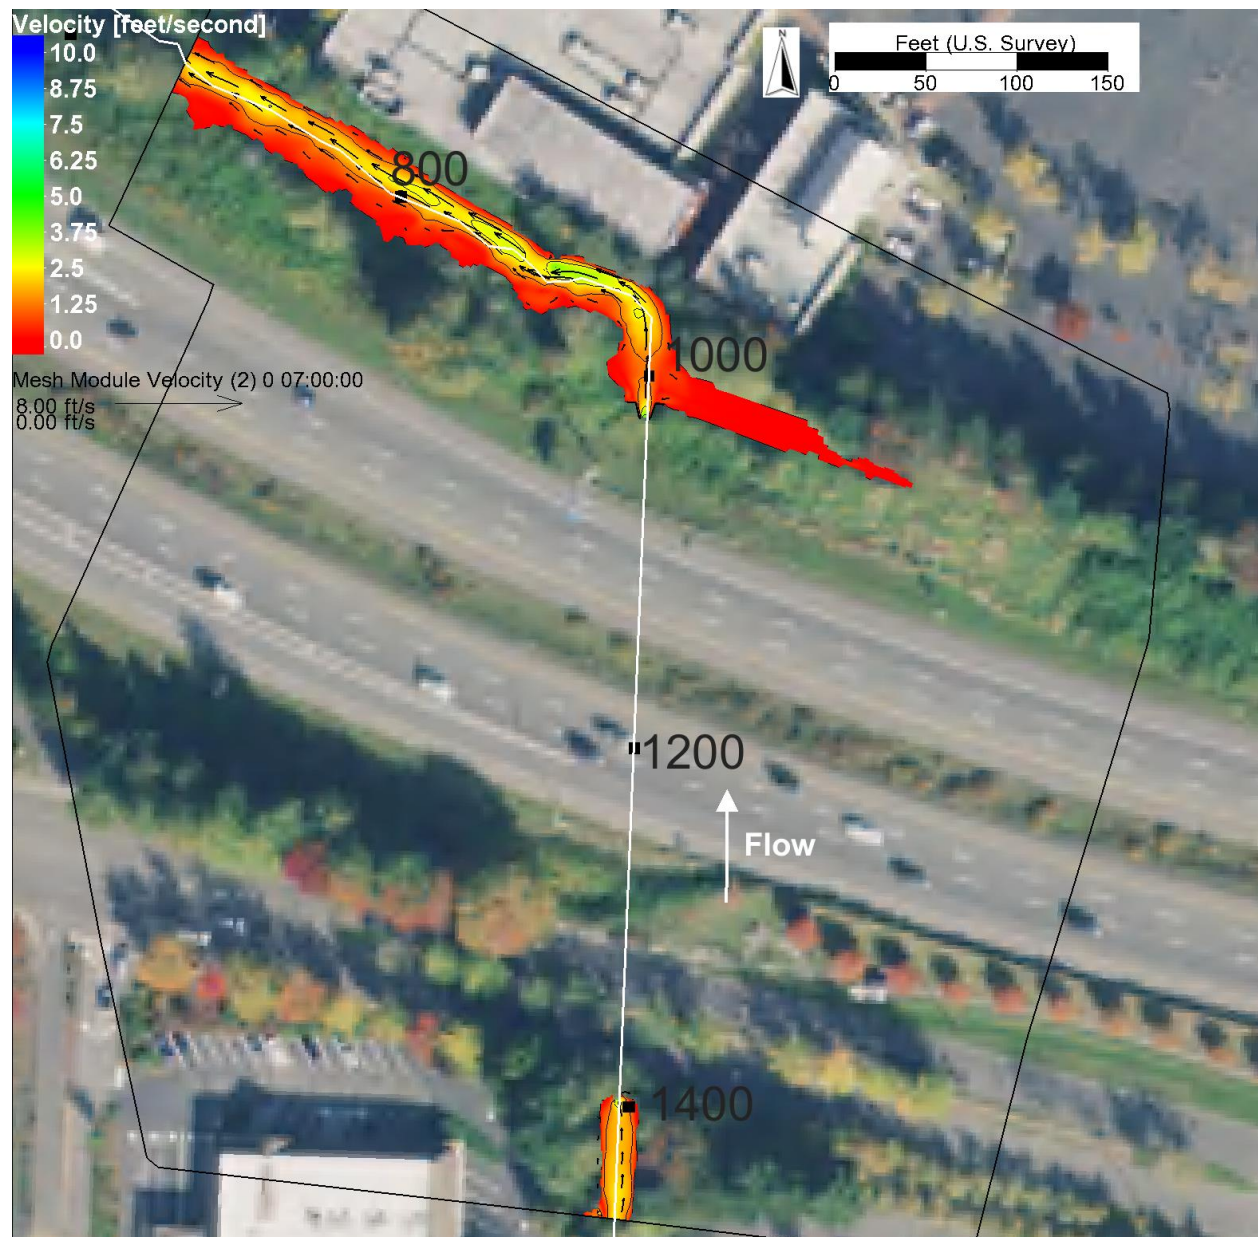 Velocity [feet/second]
10.0
8.75
7.5
6.25
5.0
3.75
2.5
1.25
0.0
Mesh Module Velocity (2) 0 07:00:00
8.00 ft/s
0.00 ft/s
N
Feet (U.S. Survey)
0 50 100 150
800
1000
1200
Flow
1400